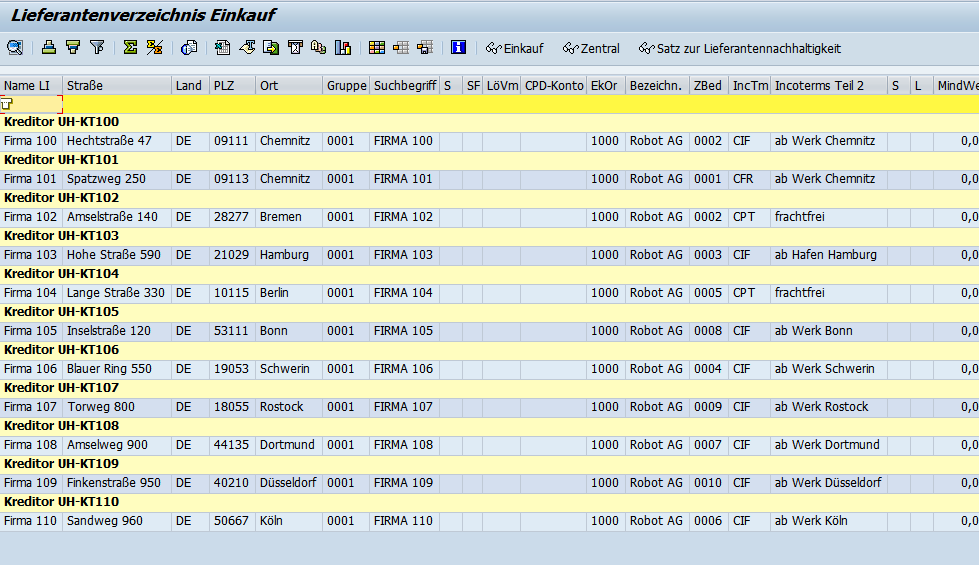 Lieferantenverzeichnis Einkauf
Einkauf Zentral Satz zur Lieferantennachhaltigkeit
Name LI Straße Land PLZ Ort Gruppe Suchbegriff S SF LöVm CPD-Konto EkOr Bezeichn. ZBed IncTm Incoterms Teil 2 S L MindWe
Kreditor UH-KT100
Firma 100 Hechtstraße 47 DE 09111 Chemnitz 0001 FIRMA 100 1000 Robot AG 0002 CIF ab Werk Chemnitz 0,0
Kreditor UH-KT101
Firma 101 Spatzweg 250 DE 09113 Chemnitz 0001 FIRMA 101 1000 Robot AG 0001 CFR ab Werk Chemnitz 0,0
Kreditor UH-KT102
Firma 102 Amselstraße 140 DE 28277 Bremen 0001 FIRMA 102 1000 Robot AG 0002 CPT frachtfrei 0,0
Kreditor UH-KT103
Firma 103 Hohe Straße 590 DE 21029 Hamburg 0001 FIRMA 103 1000 Robot AG 0003 CIF ab Hafen Hamburg 0,0
Kreditor UH-KT104
Firma 104 Lange Straße 330 DE 10115 Berlin 0001 FIRMA 104 1000 Robot AG 0005 CPT frachtfrei 0,0
Kreditor UH-KT105
Firma 105 Inselstraße 120 DE 53111 Bonn 0001 FIRMA 105 1000 Robot AG 0008 CIF ab Werk Bonn 0,0
Kreditor UH-KT106
Firma 106 Blauer Ring 550 DE 19053 Schwerin 0001 FIRMA 106 1000 Robot AG 0004 CIF ab Werk Schwerin 0,0
Kreditor UH-KT107
Firma 107 Torweg 800 DE 18055 Rostock 0001 FIRMA 107 1000 Robot AG 0009 CIF ab Werk Rostock 0,0
Kreditor UH-KT108
Firma 108 Amselweg 900 DE 44135 Dortmund 0001 FIRMA 108 1000 Robot AG 0007 CIF ab Werk Dortmund 0,0
Kreditor UH-KT109
Firma 109 Finkenstraße 950 DE 40210 Düsseldorf 0001 FIRMA 109 1000 Robot AG 0010 CIF ab Werk Düsseldorf 0,0
Kreditor UH-KT110
Firma 110 Sandweg 960 DE 50667 Köln 0001 FIRMA 110 1000 Robot AG 0006 CIF ab Werk Köln 0,0